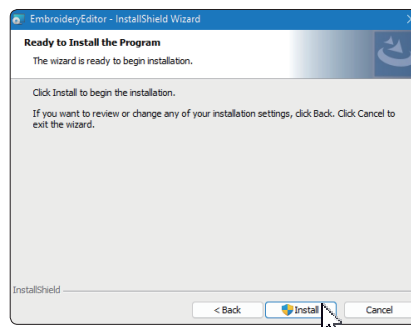 EmbroideryEditor - InstallShield Wizard
Ready to Install the Program
The wizard is ready to begin installation.
Click Install to begin the installation.
If you want to review or change any of your installation settings, click Back. Click Cancel to
exit the wizard.
InstallShield
< Back Install Cancel